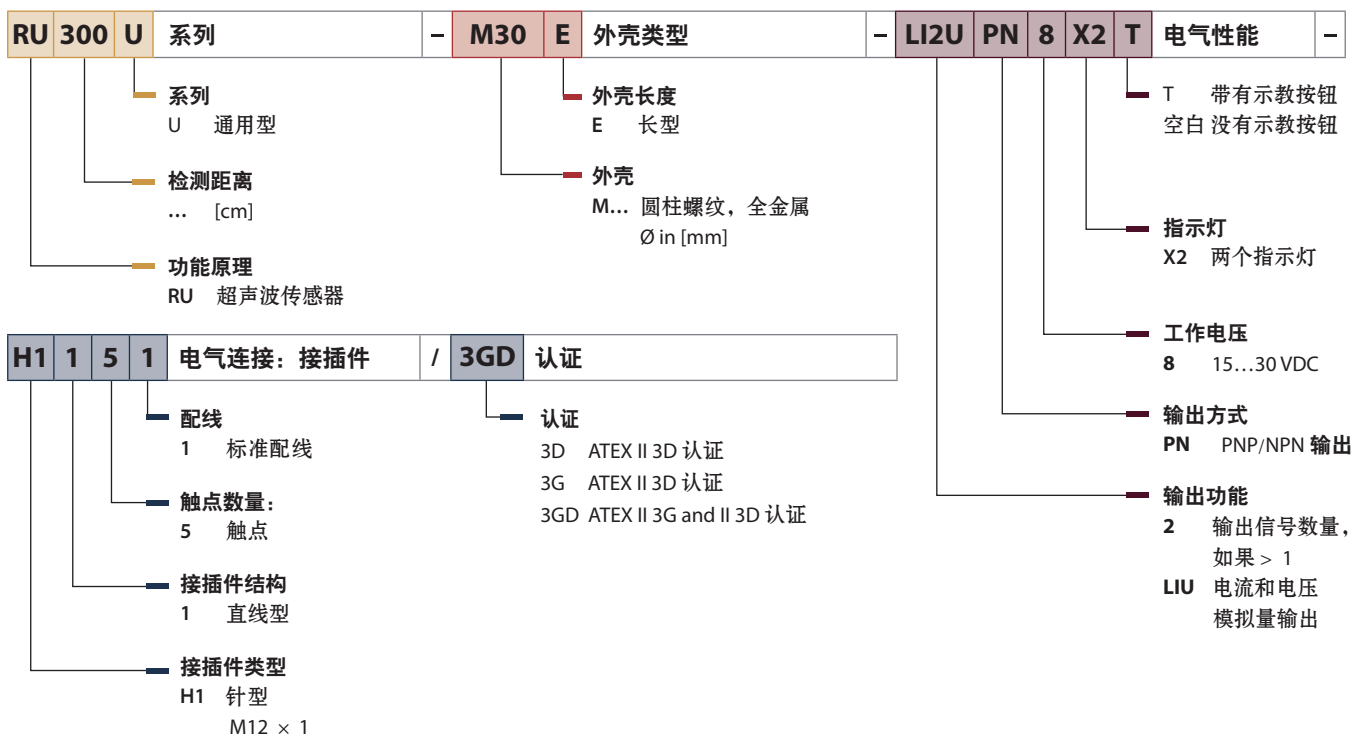 RU 300 U 系列 – M30 E 外壳类型 – LI2U PN 8 X2 T 电气性能 –
系列
U 通用型
检测距离
… [cm]
功能原理
RU 超声波传感器
外壳长度
E 长型
外壳
M… 圆柱螺纹，全金属
Ø in [mm]
T 带有示教按钮
空白 没有示教按钮
指示灯
X2 两个指示灯
工作电压
8 15…30 VDC
输出方式
PN PNP/NPN 输出
输出功能
2 输出信号数量，
如果 > 1
LIU 电流和电压
模拟量输出
H1 1 5 1 电气连接：接插件 / 3GD 认证
配线
1 标准配线
触点数量：
5 触点
接插件结构
1 直线型
接插件类型
H1 针型
M12 × 1
认证
3D ATEX II 3D 认证
3G ATEX II 3D 认证
3GD ATEX II 3G and II 3D 认证